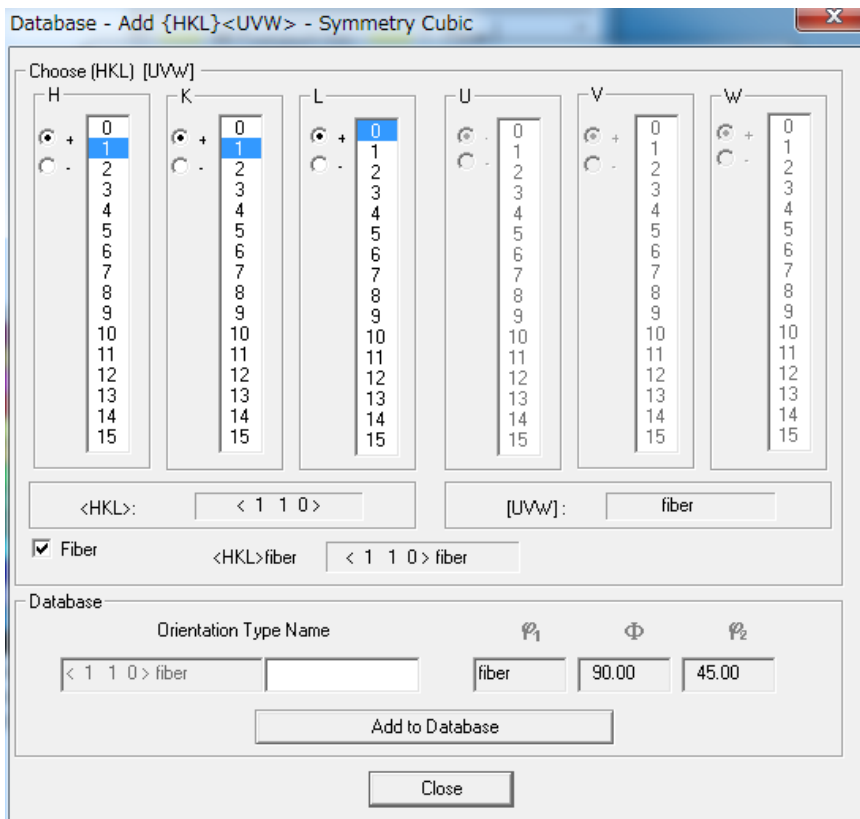 Database - Add {HKL}<UVW> - Symmetry Cubic
x
Choose (HKL) [UVW]
H K L U V W
+ 0 + 0 + 0 - 0 + 0 + 0
1 1 1 1 1 1
- 2 - 2 - 2 - 2 - 2 - 2
3 3 3 3 3 3
4 4 4 4 4 4
5 5 5 5 5 5
6 6 6 6 6 6
7 7 7 7 7 7
8 8 8 8 8 8
9 9 9 9 9 9
10 10 10 10 10 10
11 11 11 11 11 11
12 12 12 12 12 12
13 13 13 13 13 13
14 14 14 14 14 14
15 15 15 15 15 15
<HKL>: < 1 1 0> [UVW] : fiber
Fiber <HKL>fiber < 1 1 0> fiber
Database
Orientation Type Name φ1 Φ φ2
< 1 1 0> fiber fiber 90.00 45.00
Add to Database
Close